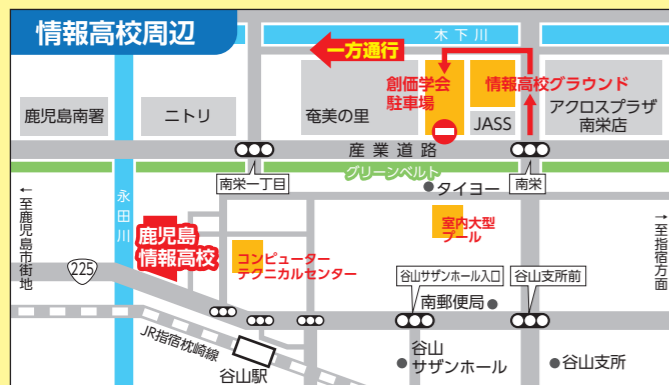 情報高校周辺
木下川
一方通行
創価学会
駐車場
情報高校グラウンド
鹿児島南署
ニトリ
奄美の里
JASS
アクロスプラザ
南栄店
産業道路
グリーンベルト
南栄一丁目
タイヨー
南栄
←至鹿児島市街地
永田川
鹿児島
情報高校
コンピューター
テクニカルセンター
室内大型
プール
→至指宿方面
225
谷山サザンホール入口
谷山支所前
南郵便局
JR指宿枕崎線
谷山駅
谷山
サザンホール
谷山支所